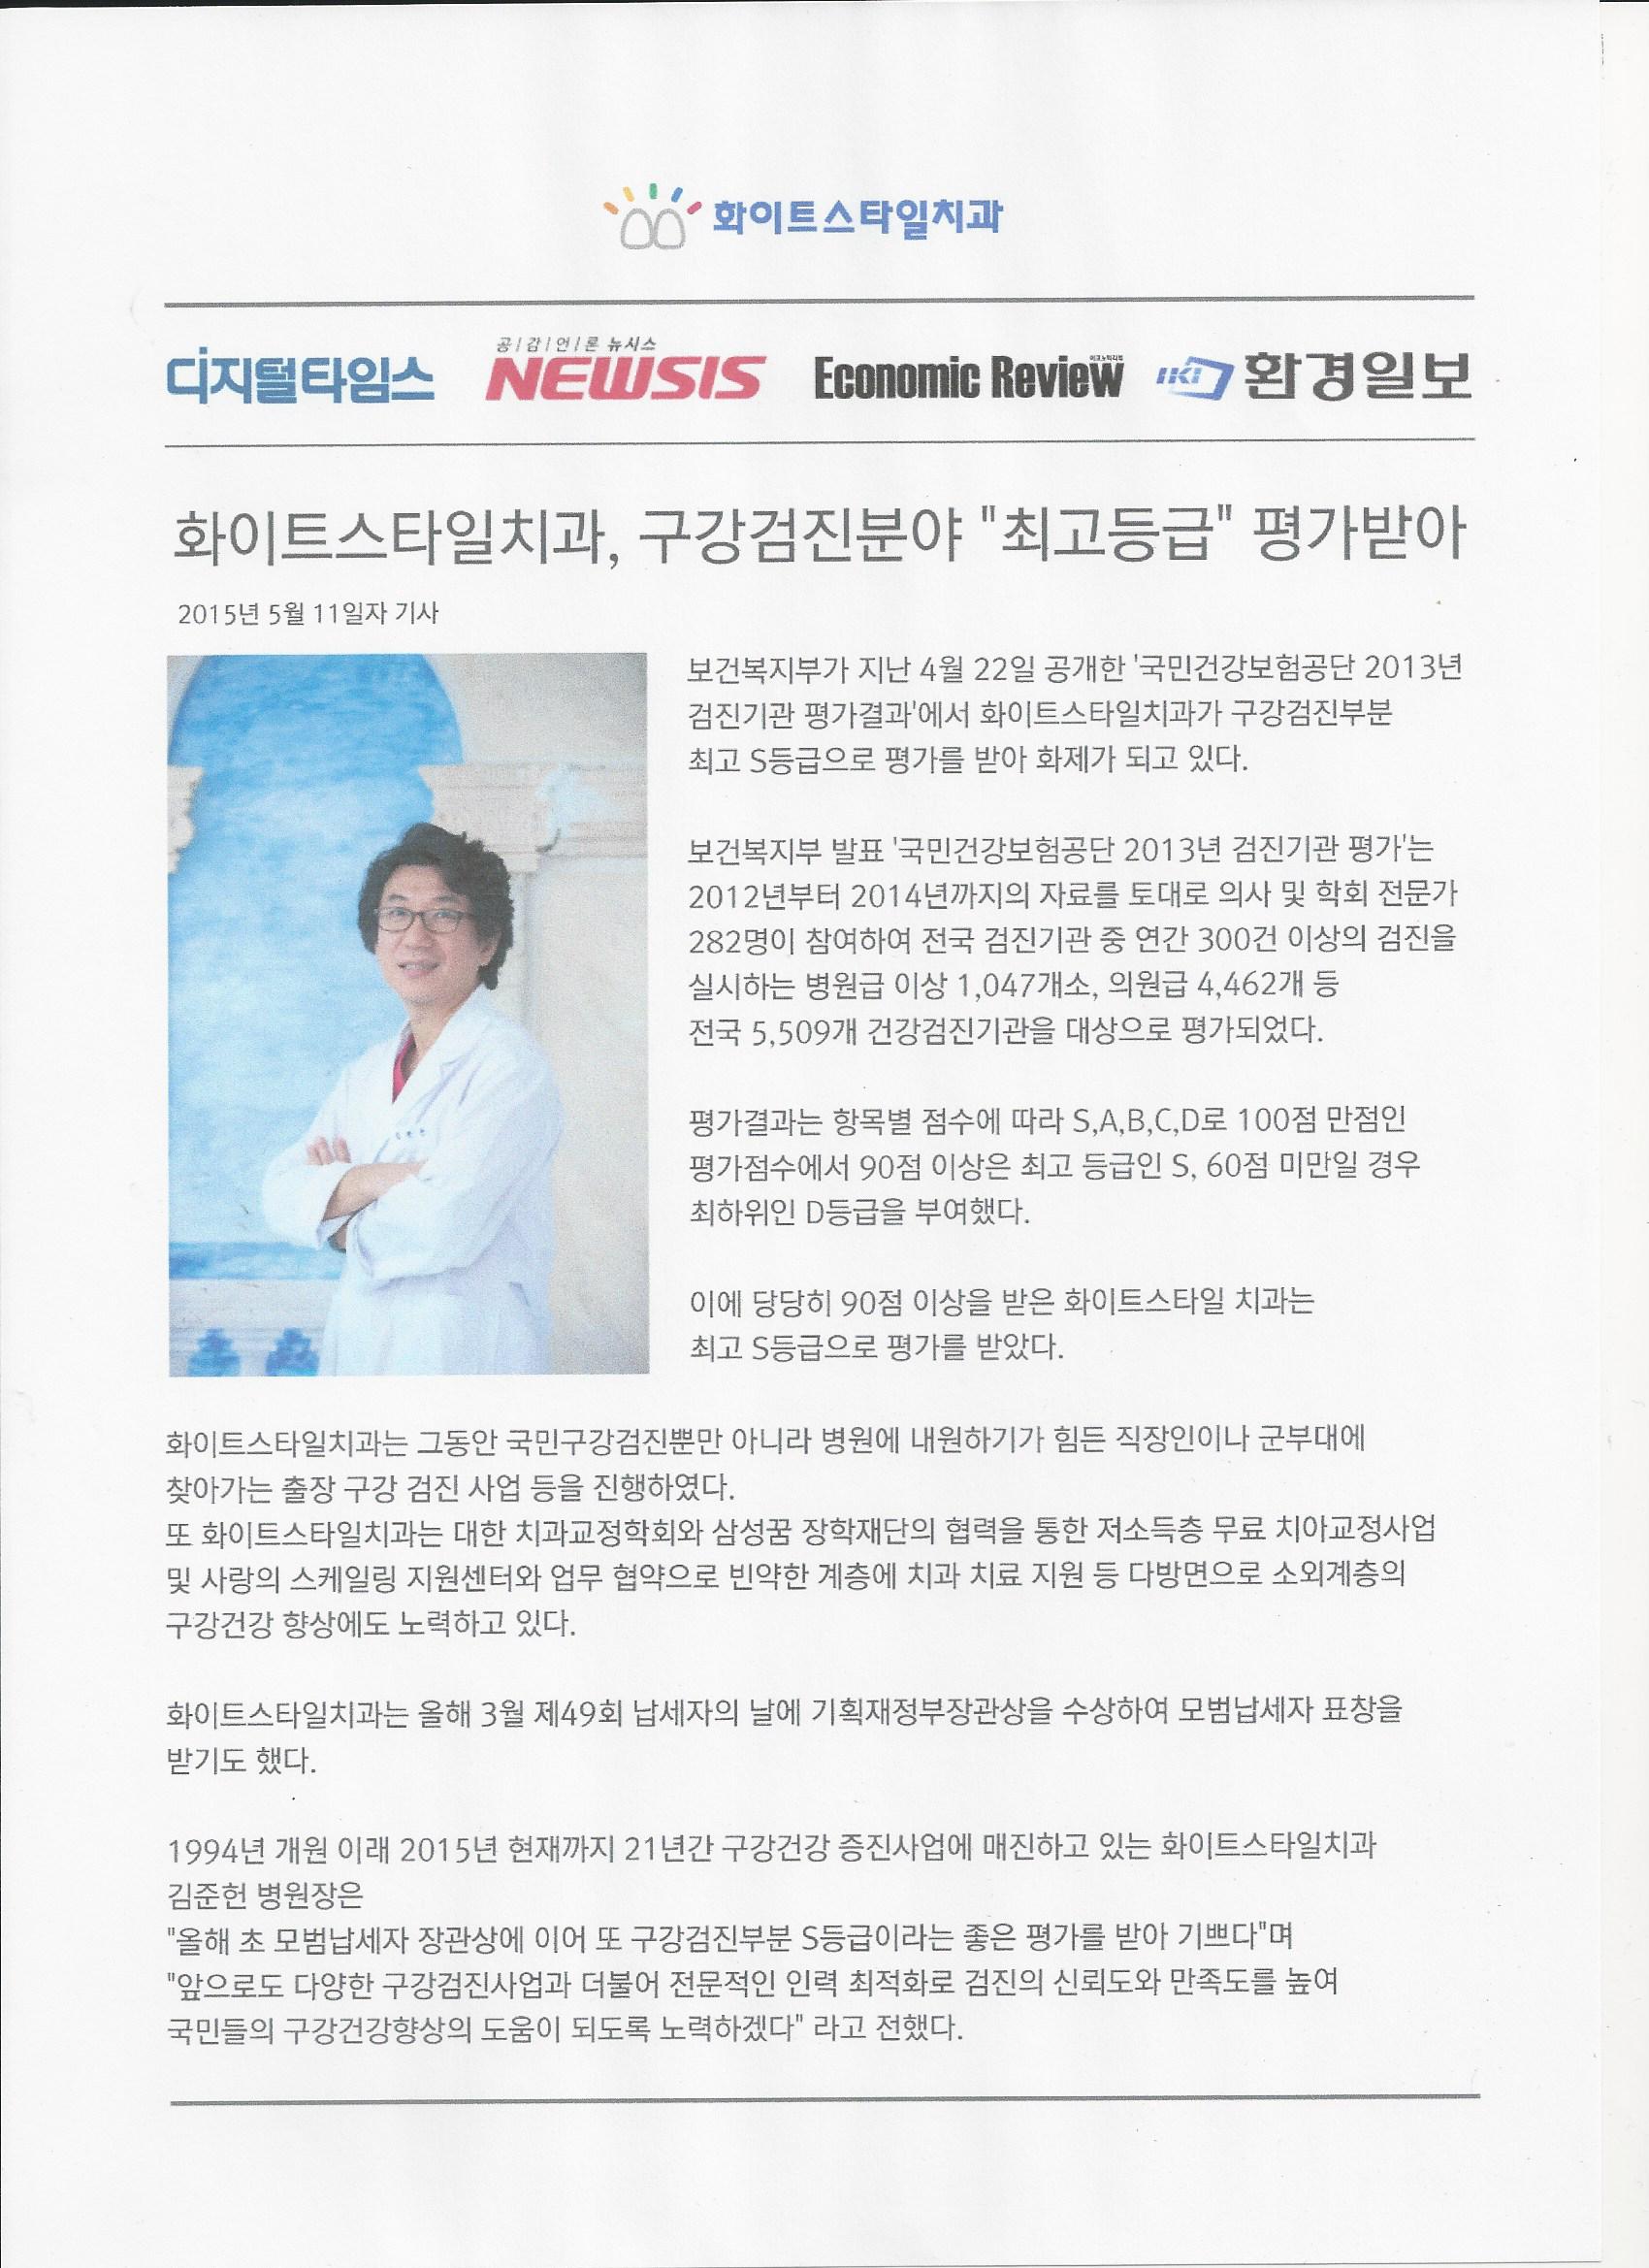 화이트스타일치과
디지털타임스
공/감/언/론 뉴시스
NEWSIS
Economic Review
IKI 환경일보
화이트스타일치과, 구강검진분야 "최고등급" 평가받아
2015년 5월 11일자 기사
보건복지부가 지난 4월 22일 공개한 '국민건강보험공단 2013년
검진기관 평가결과'에서 화이트스타일치과가 구강검진부분
최고 S등급으로 평가를 받아 화제가 되고 있다.
보건복지부 발표 '국민건강보험공단 2013년 검진기관 평가'는
2012년부터 2014년까지의 자료를 토대로 의사 및 학회 전문가
282명이 참여하여 전국 검진기관 중 연간 300건 이상의 검진을
실시하는 병원급 이상 1,047개소, 의원급 4,462개 등
전국 5,509개 건강검진기관을 대상으로 평가되었다.
평가결과는 항목별 점수에 따라 S,A,B,C,D로 100점 만점인
평가점수에서 90점 이상은 최고 등급인 S, 60점 미만일 경우
최하위인 D등급을 부여했다.
이에 당당히 90점 이상을 받은 화이트스타일 치과는
최고 S등급으로 평가를 받았다.
화이트스타일치과는 그동안 국민구강검진뿐만 아니라 병원에 내원하기가 힘든 직장인이나 군부대에
찾아가는 출장 구강 검진 사업 등을 진행하였다.
또 화이트스타일치과는 대한 치과교정학회와 삼성꿈 장학재단의 협력을 통한 저소득층 무료 치아교정사업
및 사랑의 스케일링 지원센터와 업무 협약으로 빈약한 계층에 치과 치료 지원 등 다방면으로 소외계층의
구강건강 향상에도 노력하고 있다.
화이트스타일치과는 올해 3월 제49회 납세자의 날에 기획재정부장관상을 수상하여 모범납세자 표창을
받기도 했다.
1994년 개원 이래 2015년 현재까지 21년간 구강건강 증진사업에 매진하고 있는 화이트스타일치과
김준헌 병원장은
"올해 초 모범납세자 장관상에 이어 또 구강검진부분 S등급이라는 좋은 평가를 받아 기쁘다"며
"앞으로도 다양한 구강검진사업과 더불어 전문적인 인력 최적화로 검진의 신뢰도와 만족도를 높여
국민들의 구강건강향상의 도움이 되도록 노력하겠다" 라고 전했다.